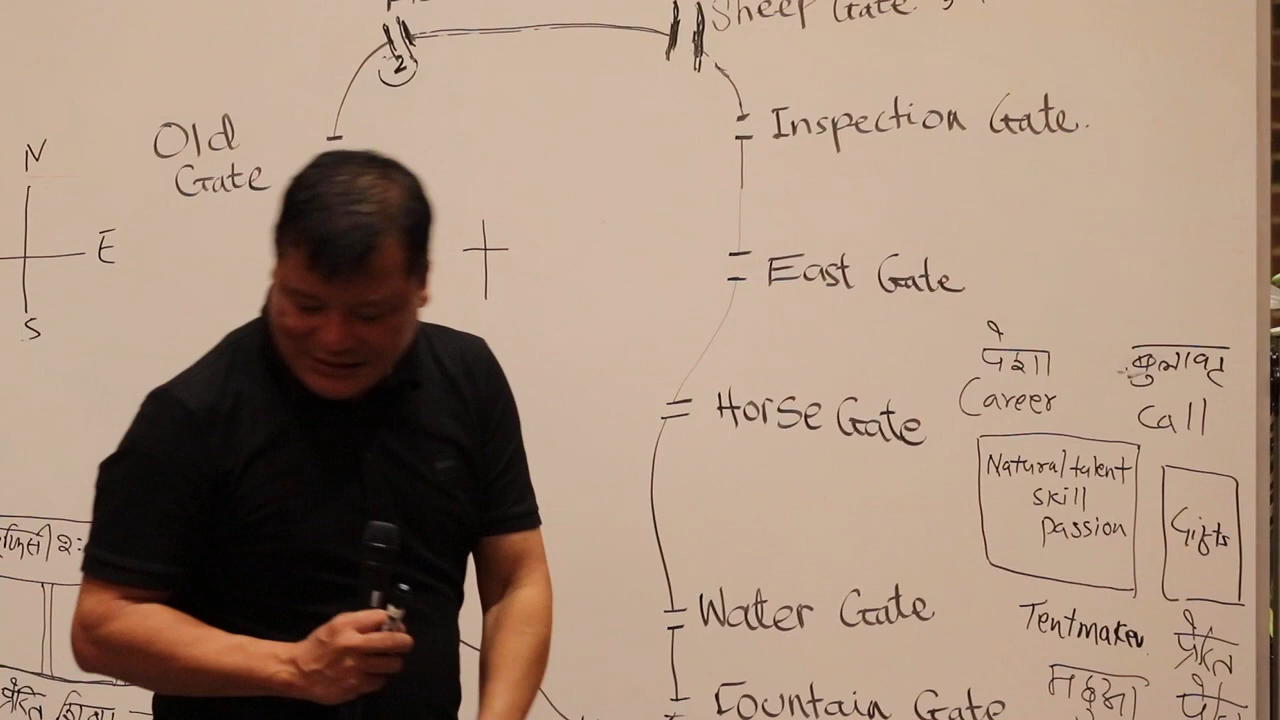 Sheep Gate
2
Inspection Gate.
Old
Gate
N
E
S
East Gate
पेशा
Career
बुलावट
Call
Horse Gate
Natural talent
skill
passion
Gifts
Water Gate
Tentmaker
Fountain Gate